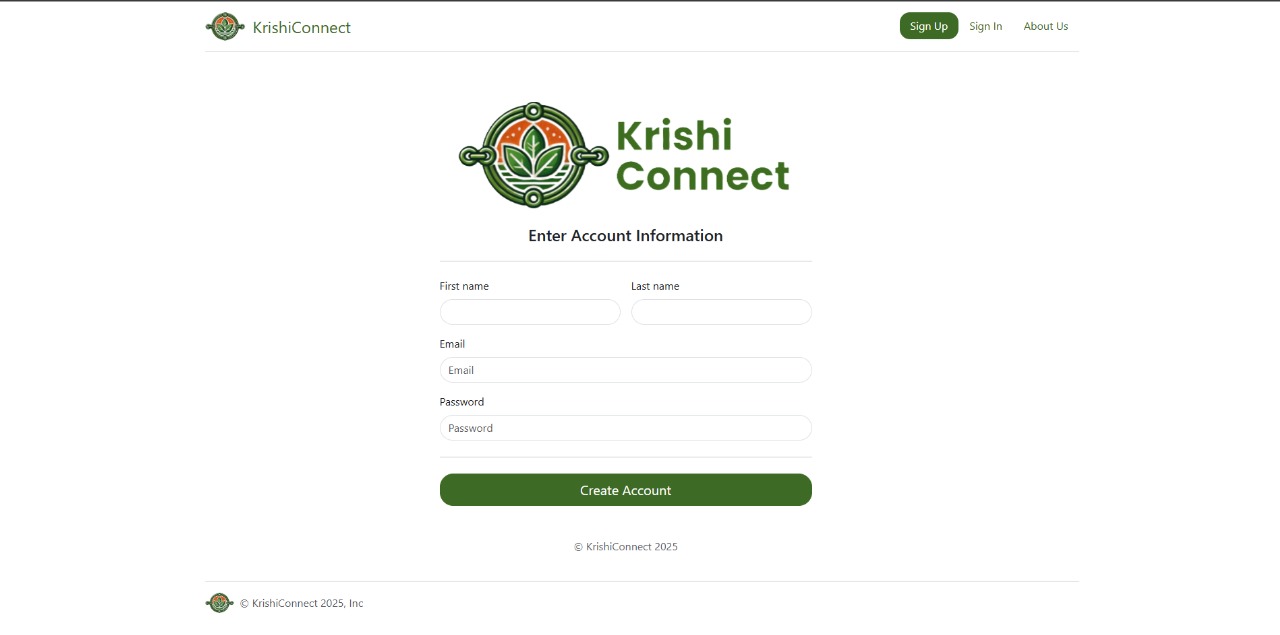 KrishiConnect
Sign Up
Sign In
About Us
Krishi
Connect
Enter Account Information
First name
Last name
Email
Email
Password
Password
Create Account
© KrishiConnect 2025
© KrishiConnect 2025, Inc